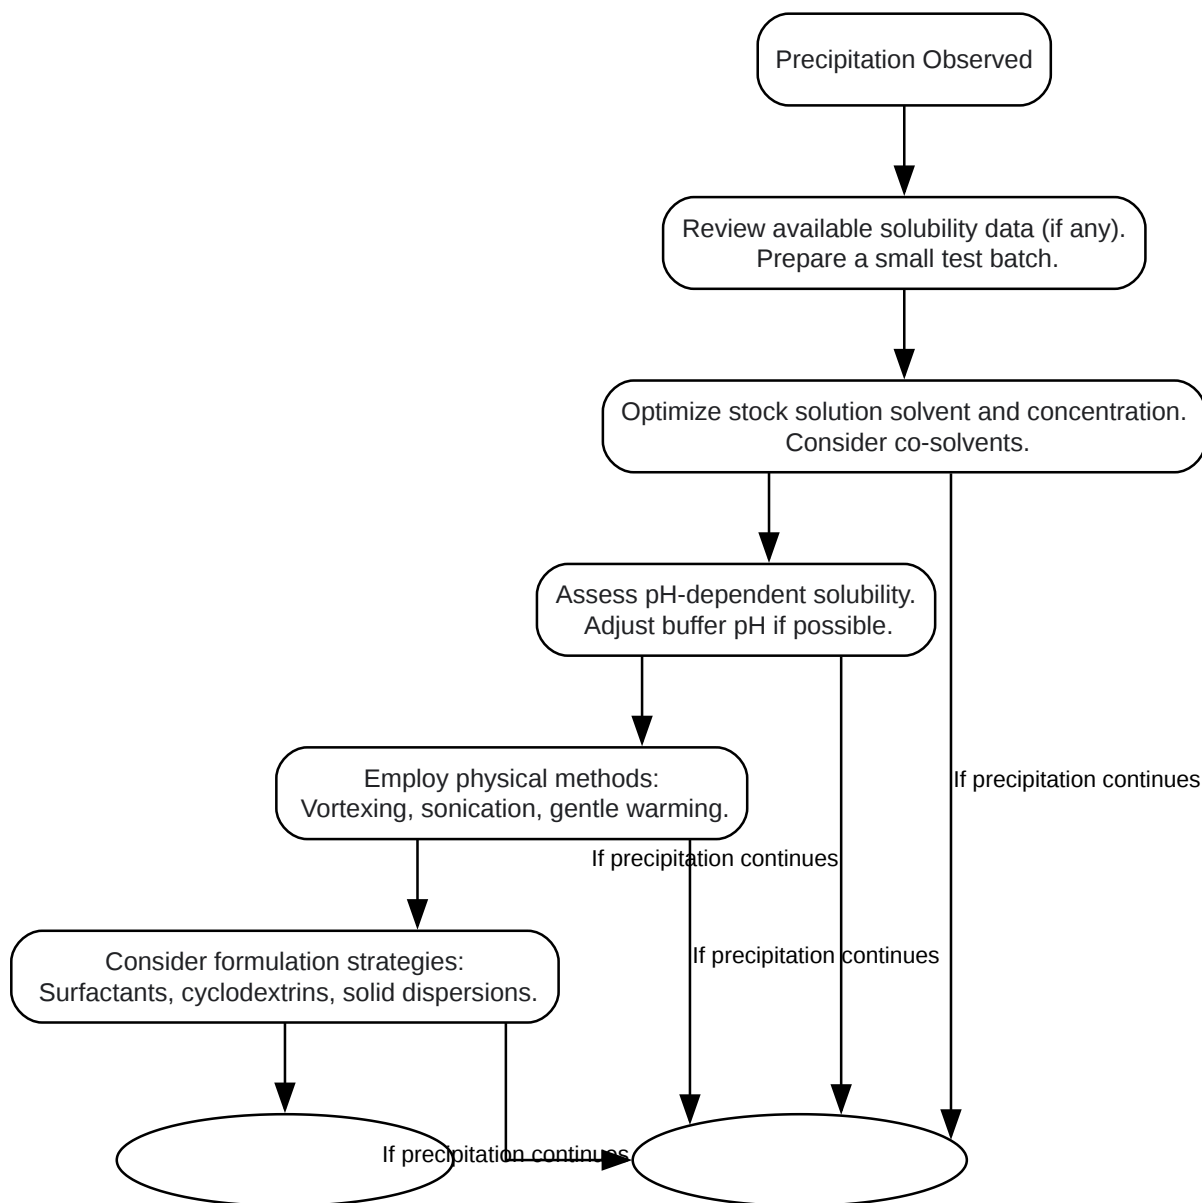 Precipitation Observed
Review available solubility data (if any).
Prepare a small test batch.
Optimize stock solution solvent and concentration.
Consider co-solvents.
Assess pH-dependent solubility.
Adjust buffer pH if possible.
Employ physical methods:
Vortexing, sonication, gentle warming.
If precipitation continues
If precipitation continues
If precipitation continues
Consider formulation strategies:
Surfactants, cyclodextrins, solid dispersions.
If precipitation continues